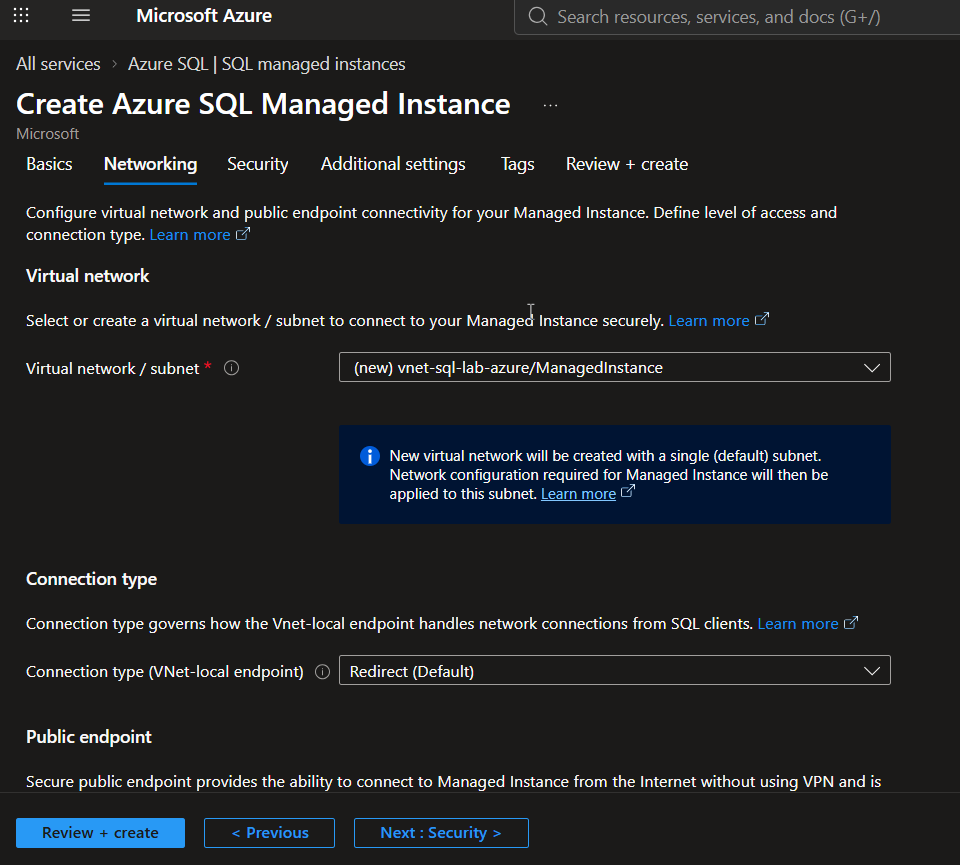 Microsoft Azure
Search resources, services, and docs (G+/)
All services > Azure SQL | SQL managed instances
Create Azure SQL Managed Instance ...
Microsoft
Basics Networking Security Additional settings Tags Review + create
Configure virtual network and public endpoint connectivity for your Managed Instance. Define level of access and
connection type. Learn more
Virtual network
Select or create a virtual network / subnet to connect to your Managed Instance securely. Learn more
Virtual network / subnet *
(new) vnet-sql-lab-azure/ManagedInstance
New virtual network will be created with a single (default) subnet.
Network configuration required for Managed Instance will then be
applied to this subnet. Learn more
Connection type
Connection type governs how the Vnet-local endpoint handles network connections from SQL clients. Learn more
Connection type (VNet-local endpoint)
Redirect (Default)
Public endpoint
Secure public endpoint provides the ability to connect to Managed Instance from the Internet without using VPN and is
Review + create
< Previous
Next : Security >